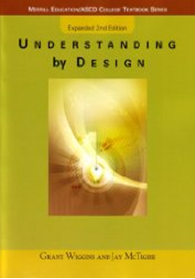 MERRILL EDUCATION/ASCD COLLEGE TEXTBOOK SERIES
Expanded 2nd Edition
UNDERSTANDING
by DESIGN
GRANT WIGGINS AND JAY MCTIGHE